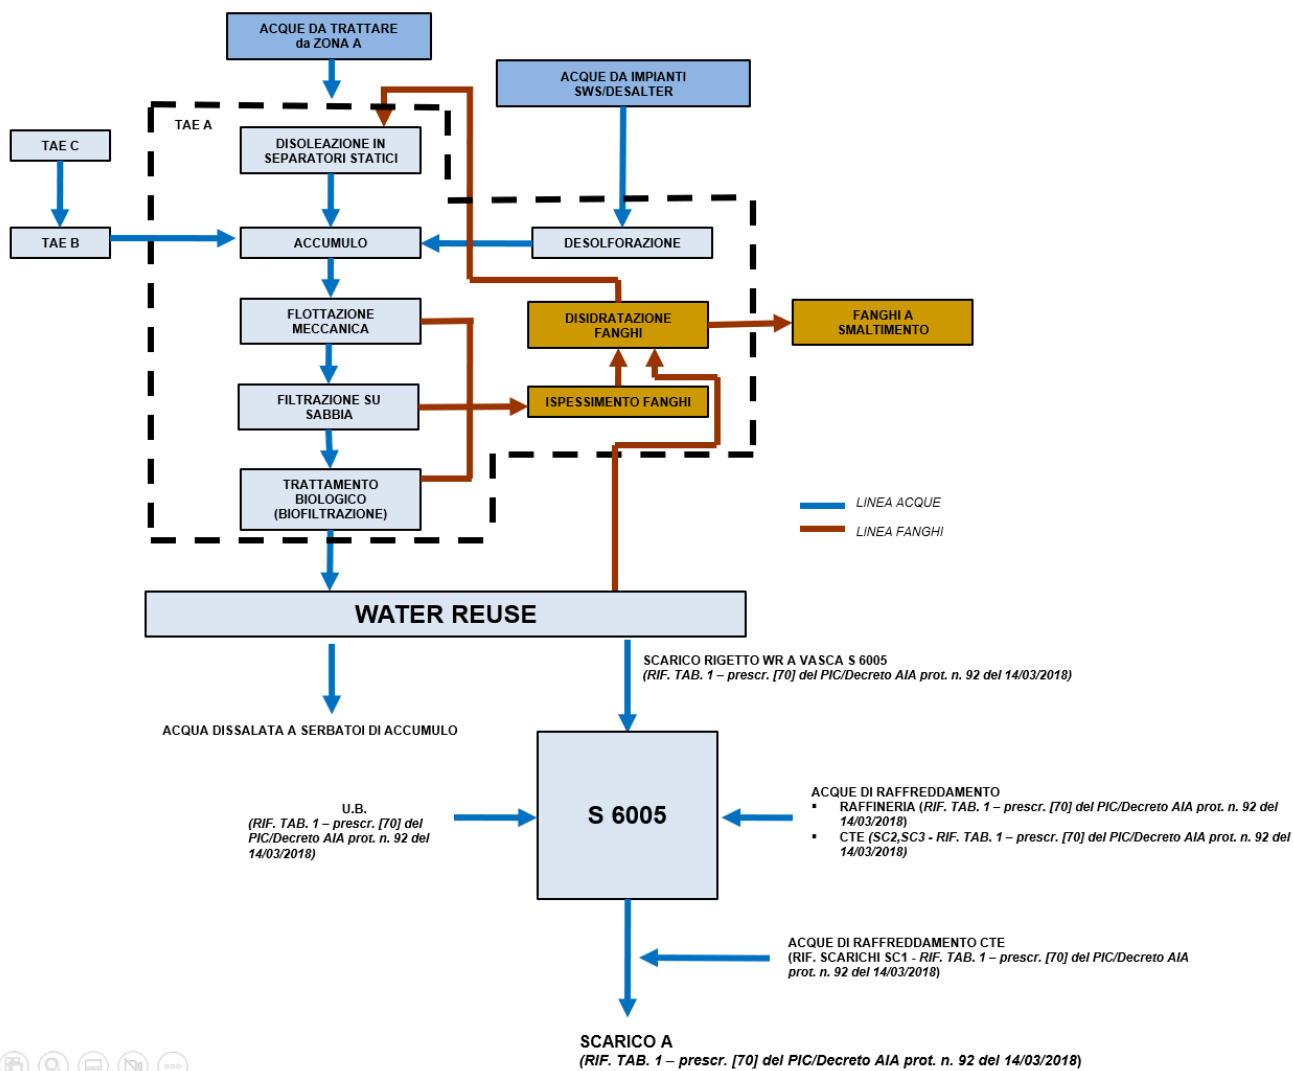 ACQUE DA TRATTARE
da ZONA A
ACQUE DA IMPIANTI
SWS/DESALTER
TAE A
TAE C
DISOLEAZIONE IN
SEPARATORI STATICI
TAE B
ACCUMULO
DESOLFORAZIONE
FLOTTAZIONE
MECCANICA
DISIDRATAZIONE
FANGHI
FANGHI A
SMALTIMENTO
FILTRAZIONE SU
SABBIA
ISPESSIMENTO FANGHI
TRATTAMENTO
BIOLOGICO
(BIOFILTRAZIONE)
LINEA ACQUE
LINEA FANGHI
WATER REUSE
SCARICO RIGETTO WR A VASCA S 6005
(RIF. TAB. 1 – prescr. [70] del PIC/Decreto AIA prot. n. 92 del 14/03/2018)
ACQUA DISSALATA A SERBATOI DI ACCUMULO
U.B.
(RIF. TAB. 1 – prescr. [70] del
PIC/Decreto AIA prot. n. 92 del
14/03/2018)
S 6005
ACQUE DI RAFFREDDAMENTO
▪ RAFFINERIA (RIF. TAB. 1 – prescr. [70] del PIC/Decreto AIA prot. n. 92 del
14/03/2018)
▪ CTE (SC2,SC3 - RIF. TAB. 1 – prescr. [70] del PIC/Decreto AIA prot. n. 92 del
14/03/2018)
ACQUE DI RAFFREDDAMENTO CTE
(RIF. SCARICHI SC1 - RIF. TAB. 1 – prescr. [70] del PIC/Decreto AIA
prot. n. 92 del 14/03/2018)
SCARICO A
(RIF. TAB. 1 – prescr. [70] del PIC/Decreto AIA prot. n. 92 del 14/03/2018)